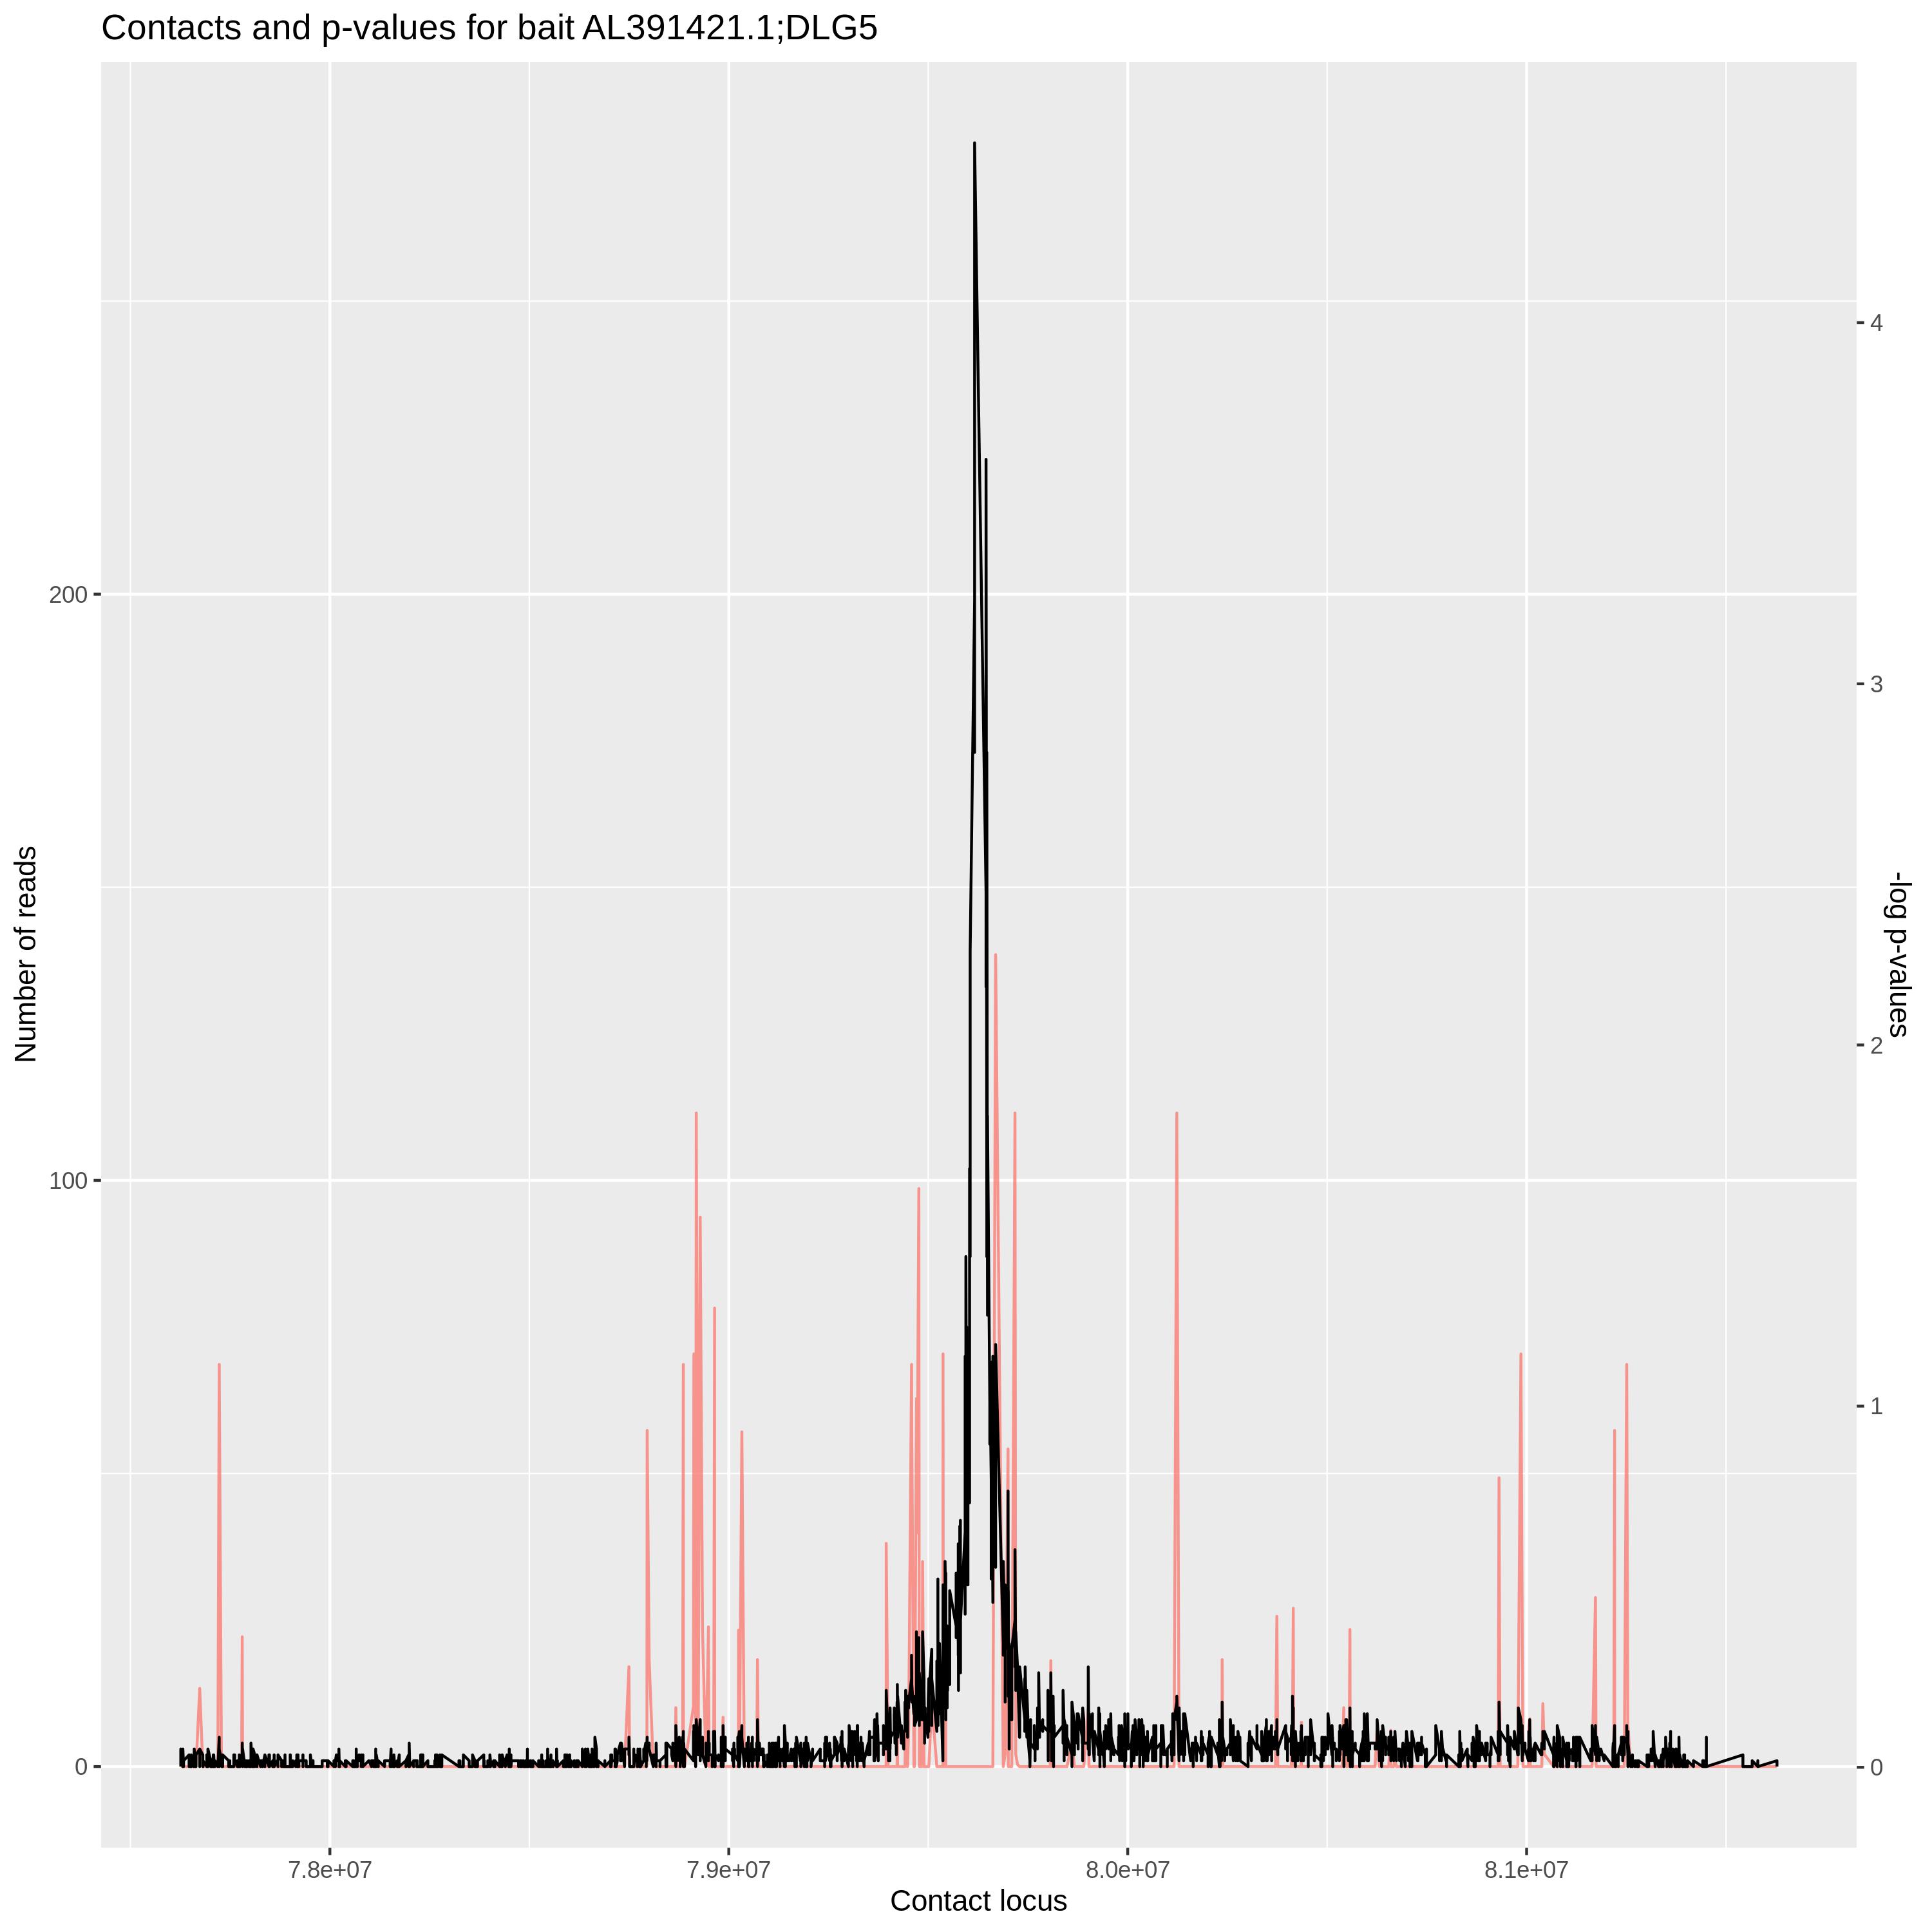 Contacts and p-values for bait AL391421.1;DLG5
Number of reads
200
100
0
4
3
2
1
0
-log p-values
7.8e+07
7.9e+07
8.0e+07
8.1e+07
Contact locus